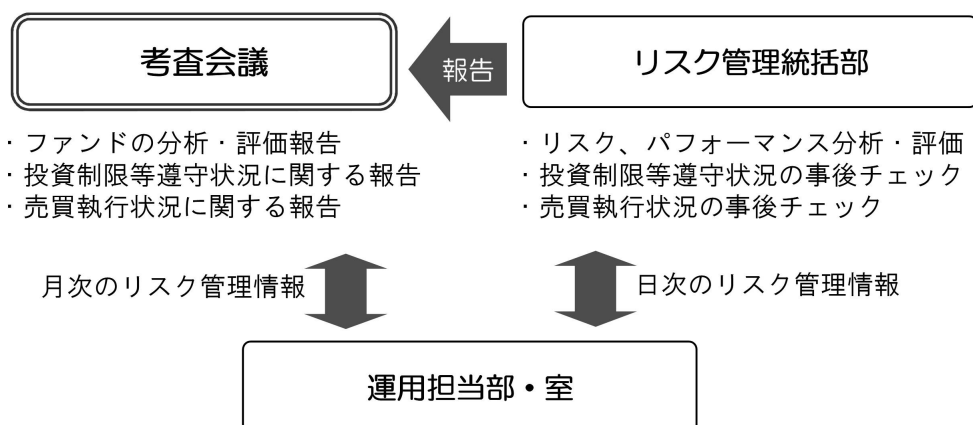 考査会議
報告
リスク管理統括部
・ファンドの分析・評価報告
・投資制限等遵守状況に関する報告
・売買執行状況に関する報告
・リスク、パフォーマンス分析・評価
・投資制限等遵守状況の事後チェック
・売買執行状況の事後チェック
月次のリスク管理情報
日次のリスク管理情報
運用担当部・室